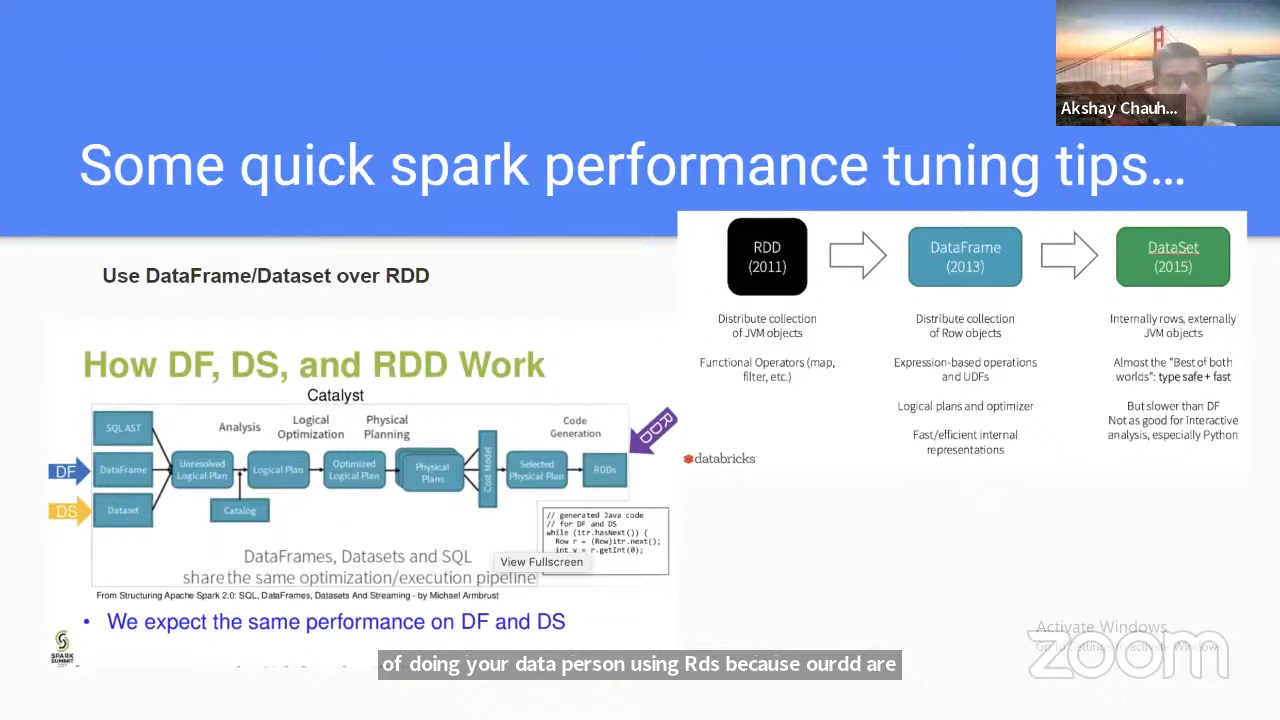 Akshay Chauh...
Some quick spark performance tuning tips...
Use DataFrame/Dataset over RDD
RDD
(2011)
DataFrame
(2013)
DataSet
(2015)
Distribute collection
of JVM objects
Functional Operators (map,
filter, etc.)
Distribute collection
of Row objects
Expression-based operations
and UDFs
Logical plans and optimizer
Fast/efficient internal
representations
Internally rows, externally
JVM objects
Almost the "Best of both
worlds": type safe + fast
But slower than DF
Not as good for interactive
analysis, especially Python
databricks
How DF, DS, and RDD Work
Catalyst
SQL AST
DataFrame
Dataset
DF
DS
Analysis
Logical
Optimization
Physical
Planning
Code
Generation
Unresolved
Logical Plan
Logical Plan
Optimized
Logical Plan
Physical
Plans
Cost Model
Selected
Physical Plan
RDDs
RDD
Catalog
// generated Java code
// for DF and DS
while (itr.hasNext()) {
Row r = (Row)itr.next();
int v = r.getInt(0);
DataFrames, Datasets and SQL
share the same optimization/execution pipeline
View Fullscreen
From Structuring Apache Spark 2.0: SQL, DataFrames, Datasets And Streaming - by Michael Armbrust
• We expect the same performance on DF and DS
SPARK
SUMMIT
of doing your data person using Rds because ourdd are
Activate Windows
Go to Settings to activate Windows.
zoom